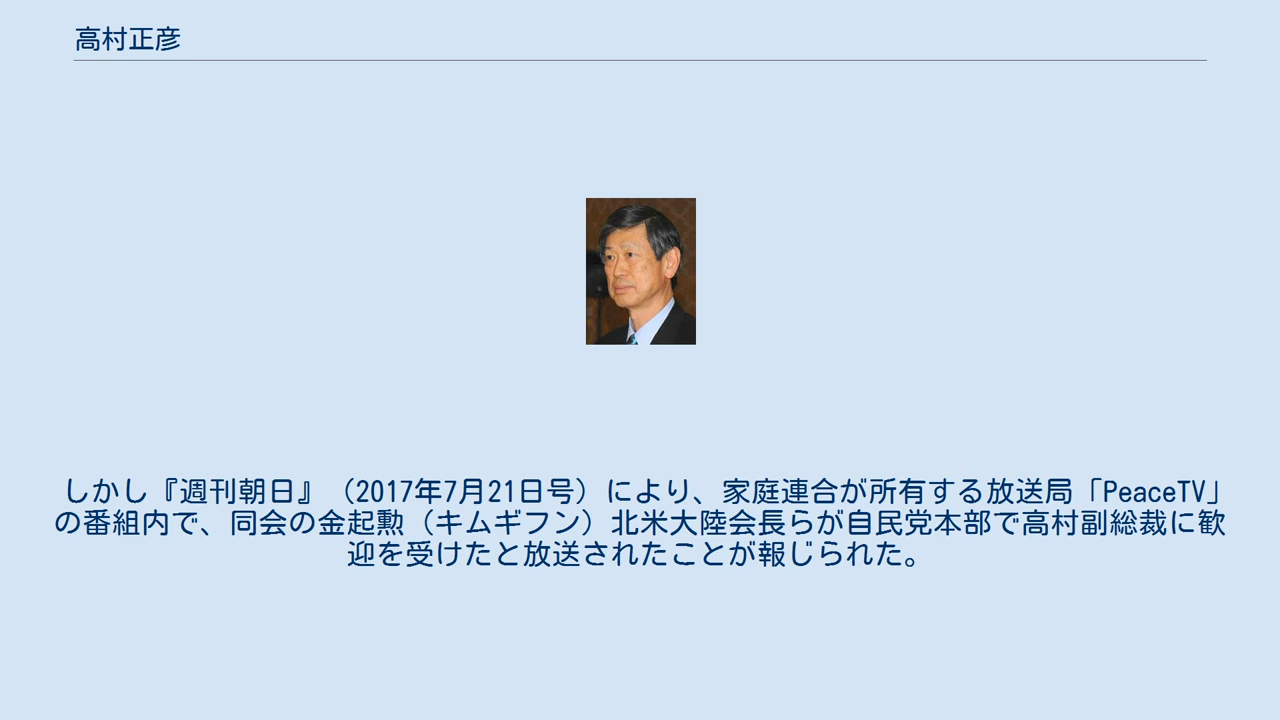 高村正彦
しかし『週刊朝日』（2017年7月21日号）により、家庭連合が所有する放送局「PeaceTV」
の番組内で、同会の金起勲（キムギフン）北米大陸会長らが自民党本部で高村副総裁に歓
迎を受けたと放送されたことが報じられた。